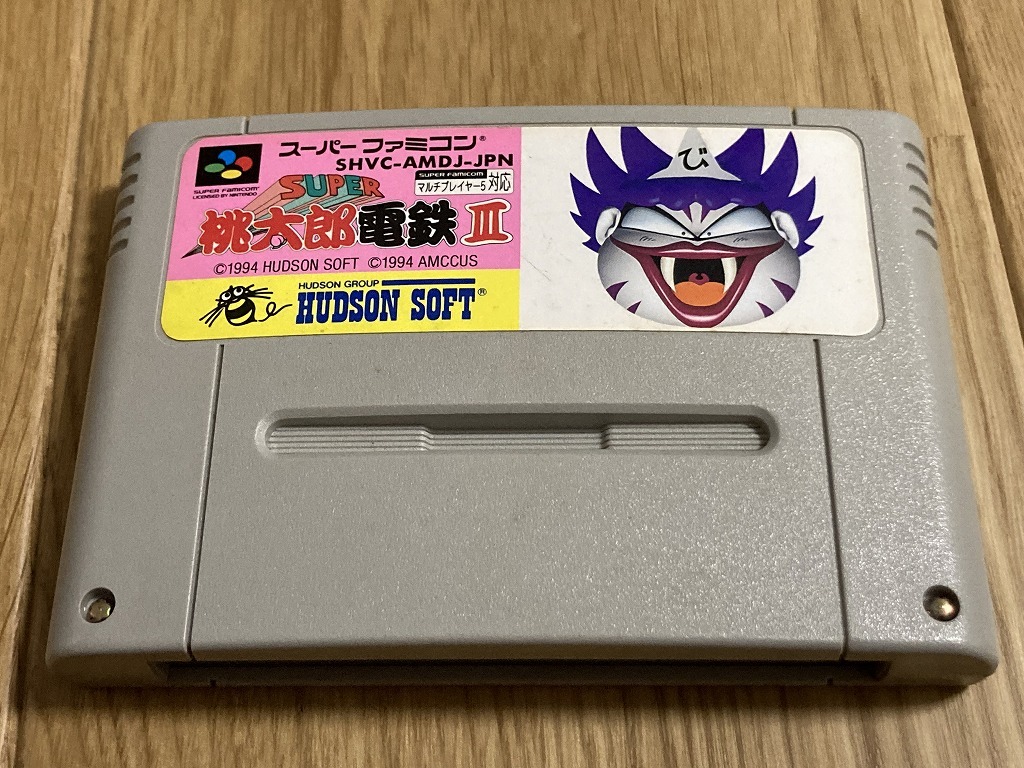 スーパーファミコン®
SHVC-AMDJ-JPN
SUPER FAMICOM®
LICENSED BY NINTENDO
SUPER FAMICOM
マルチプレイヤー5 対応
SUPER
桃太郎電鉄 III
©1994 HUDSON SOFT ©1994 AMCCUS
HUDSON GROUP
HUDSON SOFT®
び